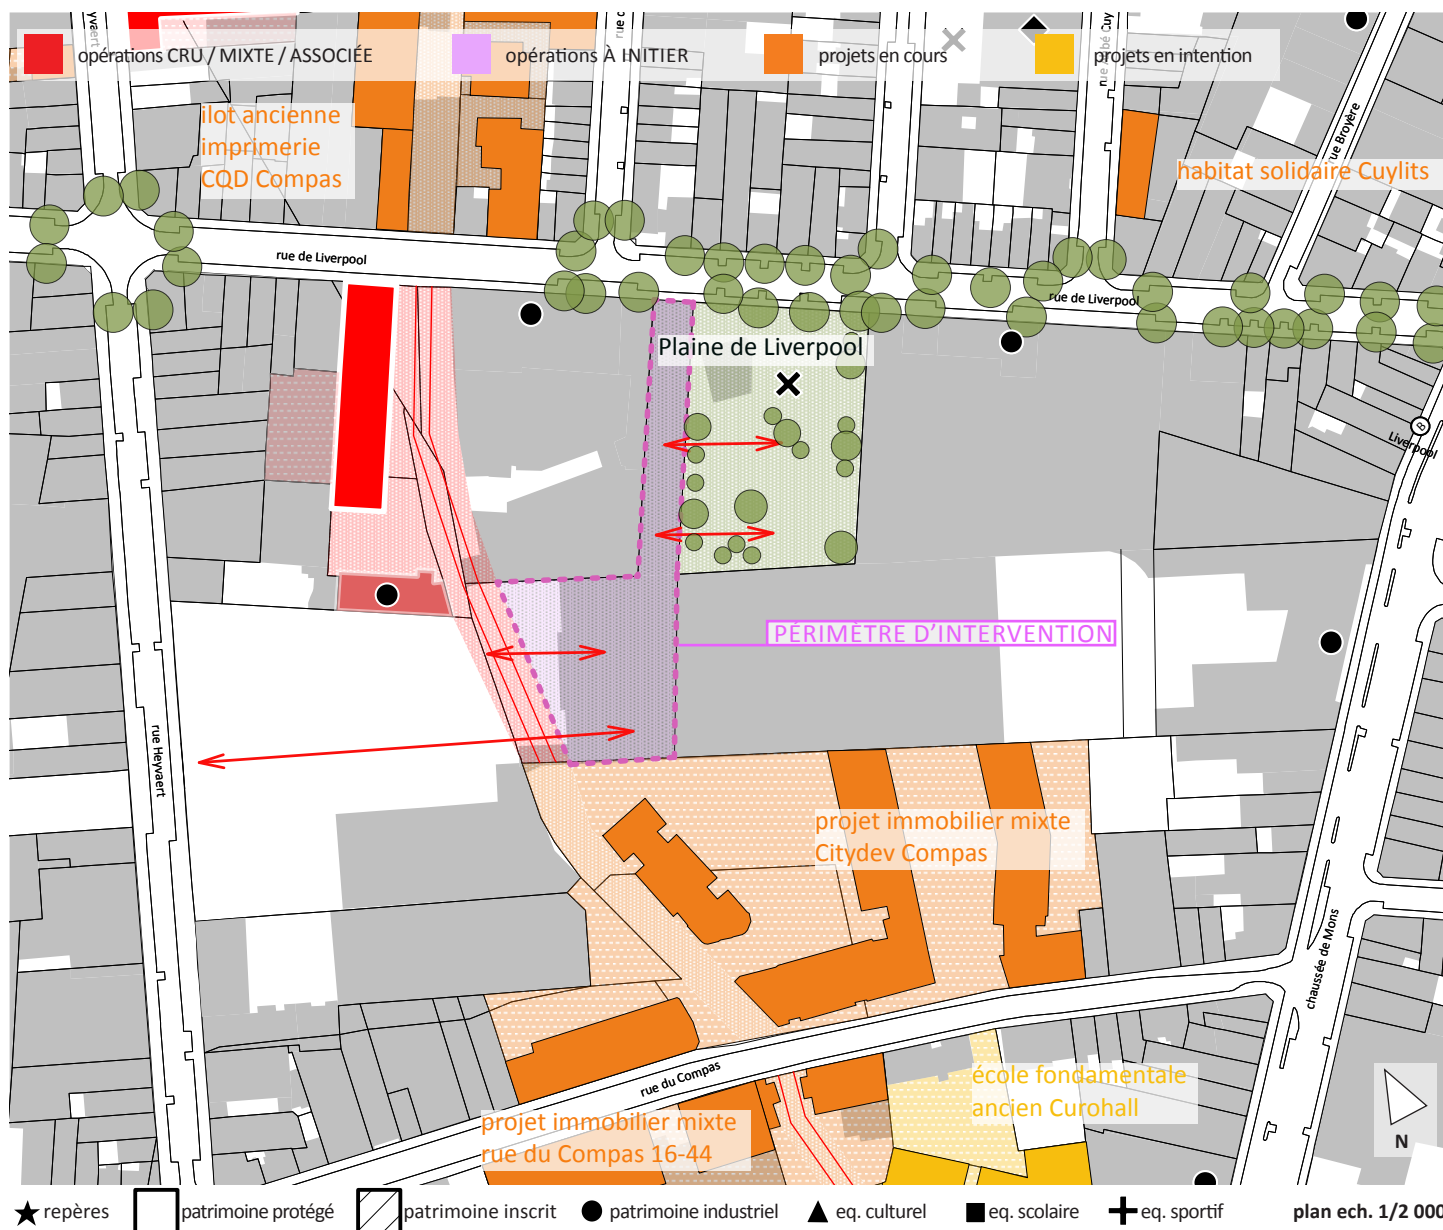 opérations CRU / MIXTE / ASSOCIÉE
opérations À INITIER
projets en cours
projets en intention
ilot ancienne
imprimerie
CQD Compas
habitat solidaire Cuylits
rue Broyère
rue de Liverpool
rue de Liverpool
Plaine de Liverpool
B
Liverpool
PÉRIMÈTRE D'INTERVENTION
rue Heyvaert
projet immobilier mixte
Citydev Compas
chaussée de Mons
rue du Compas
école fondamentale
ancien Curohall
projet immobilier mixte
rue du Compas 16-44
N
repères
patrimoine protégé
patrimoine inscrit
patrimoine industriel
eq. culturel
eq. scolaire
eq. sportif
plan ech. 1/2 000